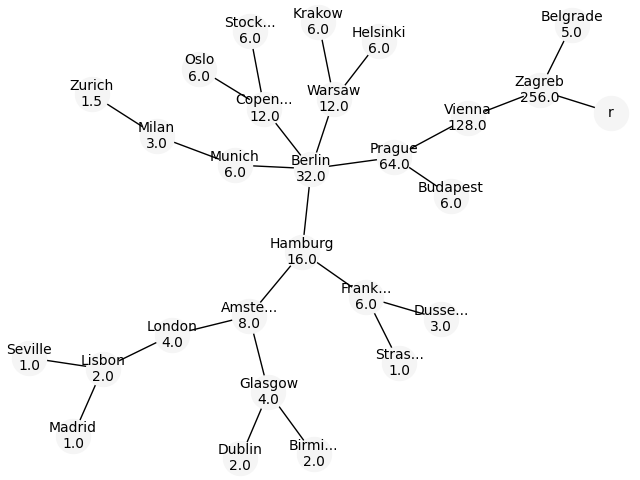 Belgrade
5.0
Krakow
6.0
Stock...
6.0
Helsinki
6.0
Oslo
6.0
Zagreb
256.0
Zurich
1.5
Warsaw
12.0
Copen...
12.0
r
Vienna
128.0
Milan
3.0
Prague
64.0
Munich
6.0
Berlin
32.0
Budapest
6.0
Hamburg
16.0
Frank...
6.0
Amste...
8.0
Dusse...
3.0
London
4.0
Seville
1.0
Stras...
1.0
Lisbon
2.0
Glasgow
4.0
Madrid
1.0
Birmi...
2.0
Dublin
2.0